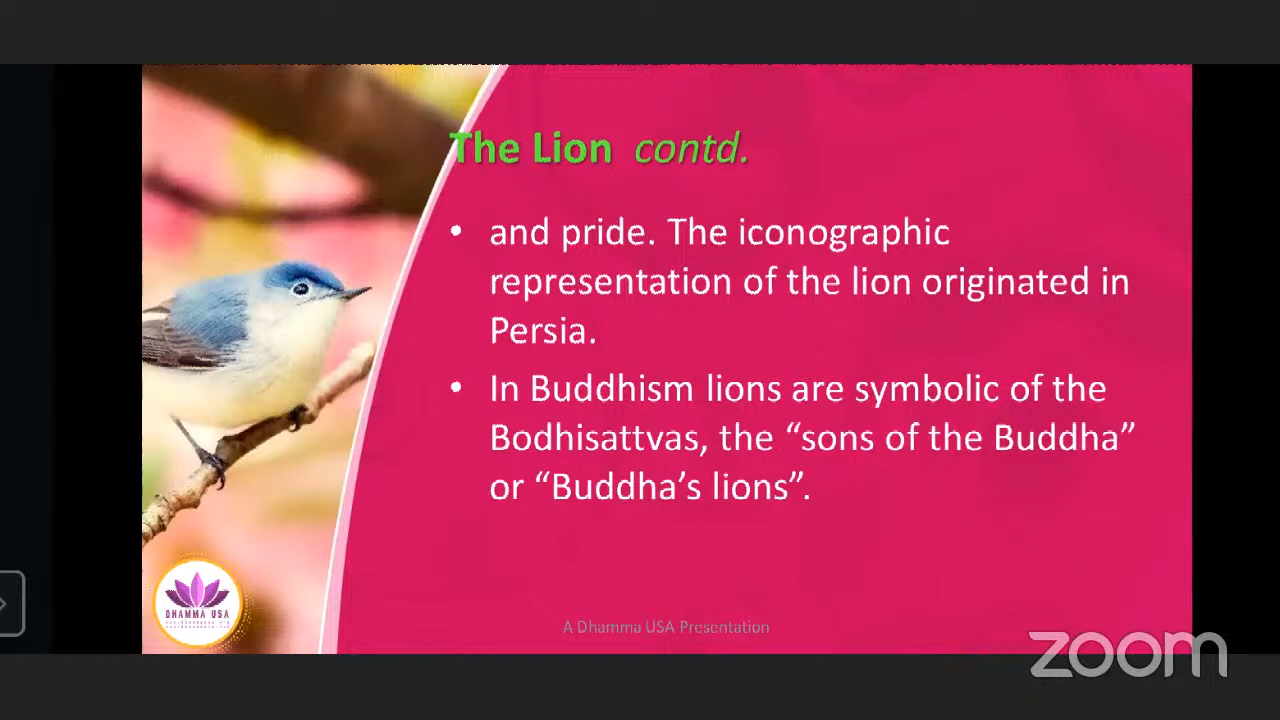 The Lion contd.
• and pride. The iconographic
representation of the lion originated in
Persia.
• In Buddhism lions are symbolic of the
Bodhisattvas, the “sons of the Buddha”
or “Buddha’s lions”.
DHAMMA USA
A Dhamma USA Presentation
zoom